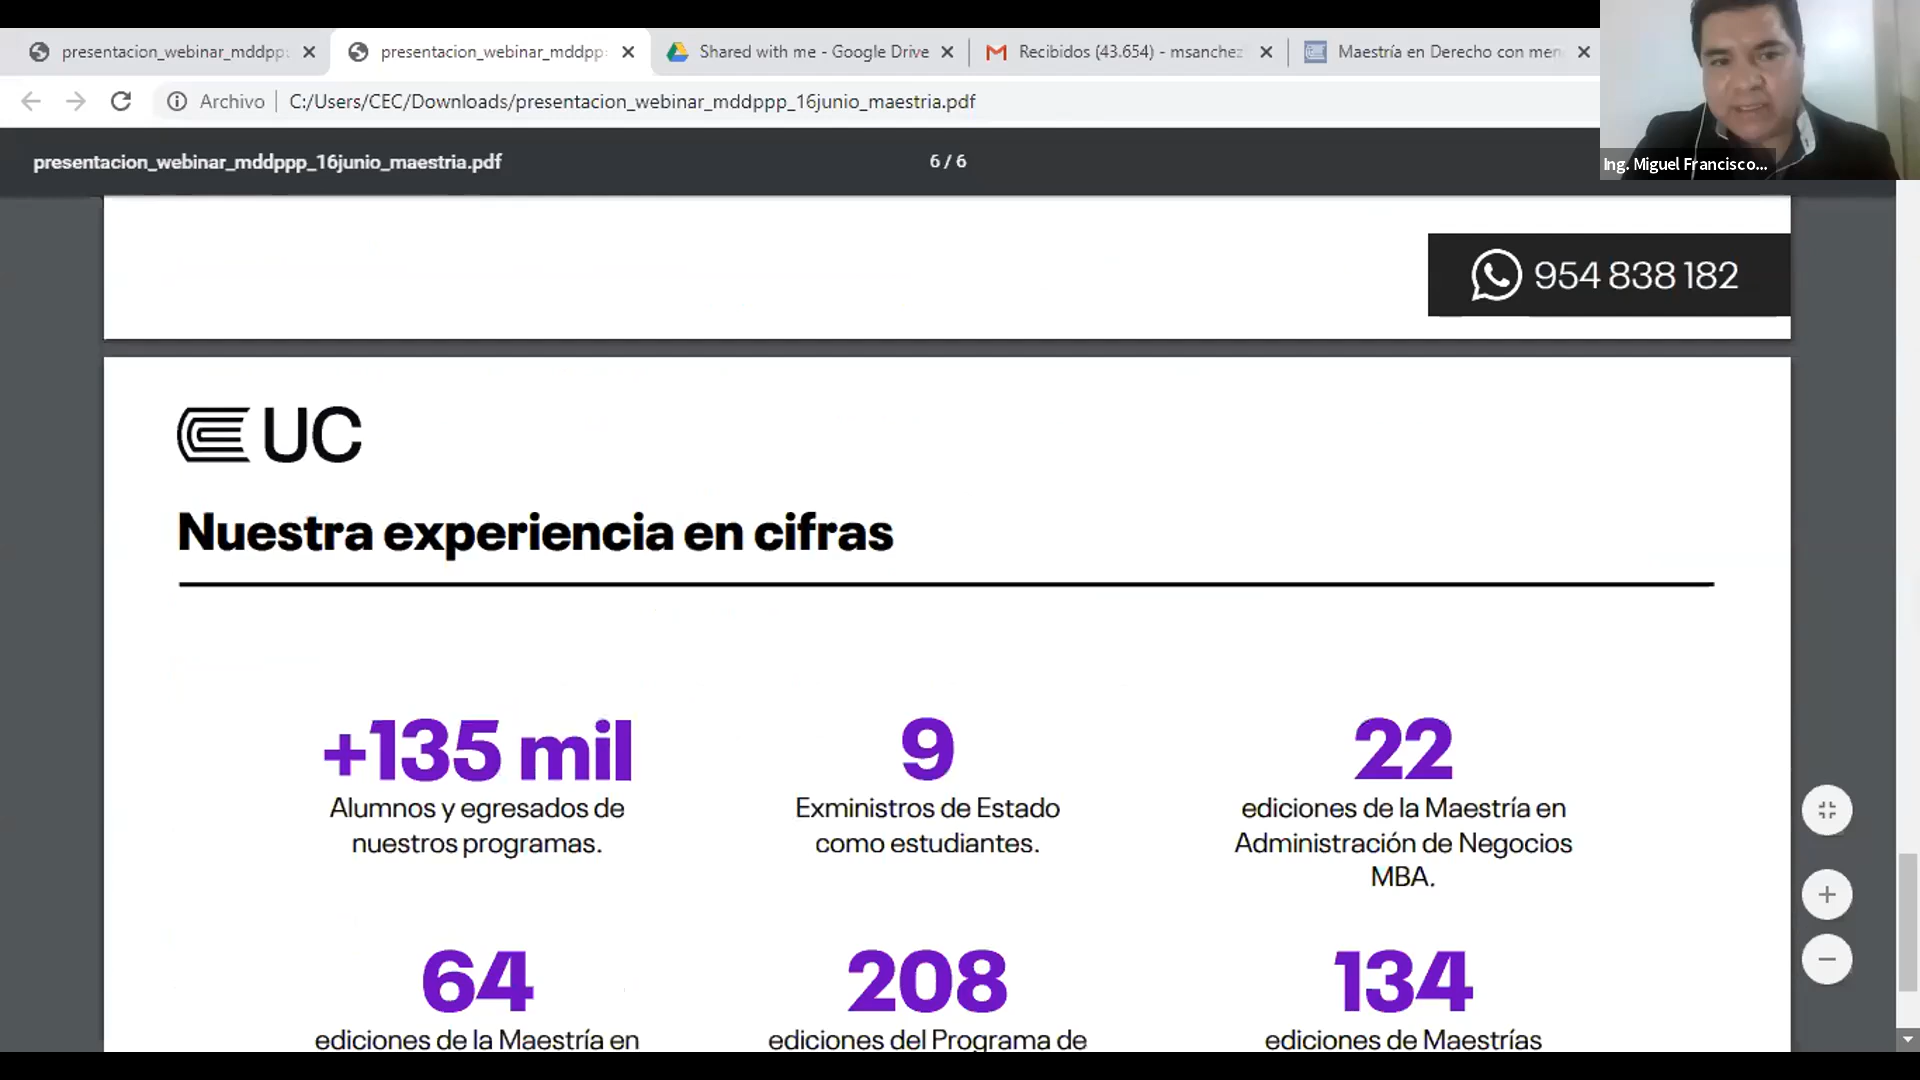 presentacion_webinar_mddpp
presentacion_webinar_mddpp
Shared with me - Google Drive
Recibidos (43.654) - msanchez
Maestría en Derecho con men
Archivo
C:/Users/CEC/Downloads/presentacion_webinar_mddppp_16junio_maestria.pdf
Ing. Miguel Francisco...
presentacion_webinar_mddppp_16junio_maestria.pdf
6 / 6
954 838 182
UC
Nuestra experiencia en cifras
+135 mil
Alumnos y egresados de
nuestros programas.
9
Exministros de Estado
como estudiantes.
22
ediciones de la Maestría en
Administración de Negocios
MBA.
64
ediciones de la Maestría en
208
ediciones del Programa de
134
ediciones de Maestrías